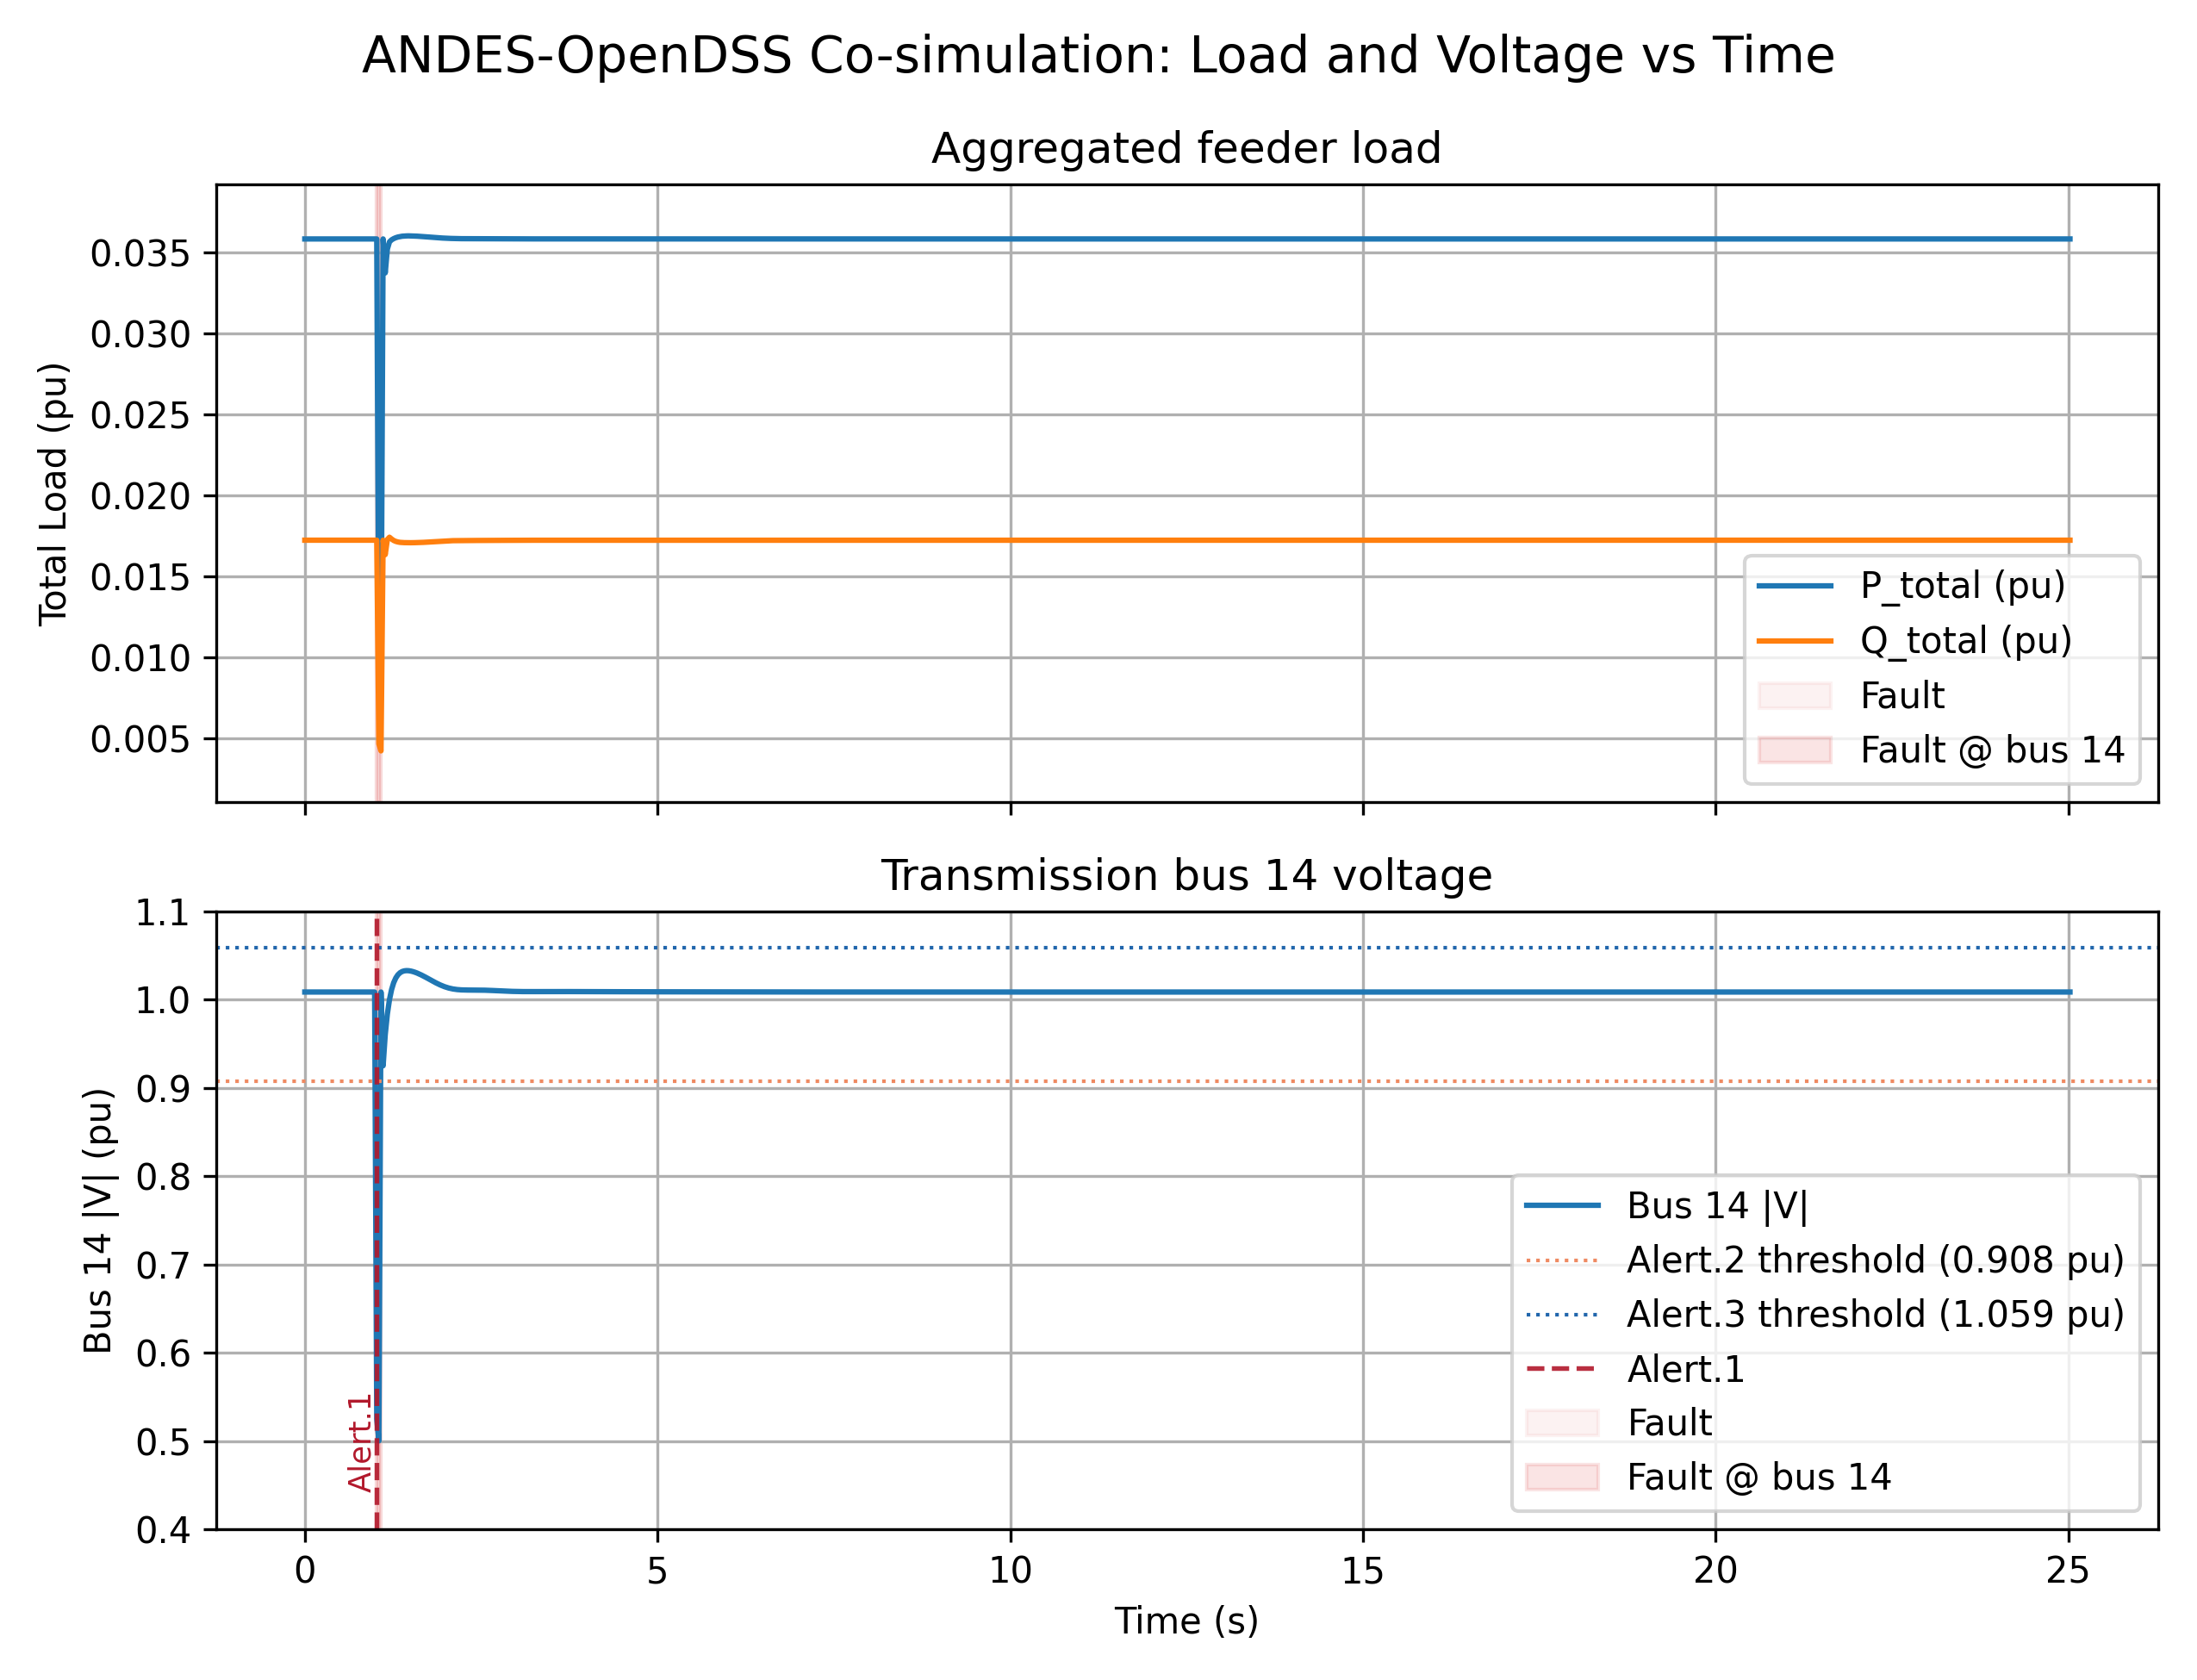 ANDES-OpenDSS Co-simulation: Load and Voltage vs Time
Aggregated feeder load
Total Load (pu)
0.035
0.030
0.025
0.020
0.015
0.010
0.005
P_total (pu)
Q_total (pu)
Fault
Fault @ bus 14
Transmission bus 14 voltage
Bus 14 |V| (pu)
1.1
1.0
0.9
0.8
0.7
0.6
0.5
0.4
Alert.1
Bus 14 |V|
Alert.2 threshold (0.908 pu)
Alert.3 threshold (1.059 pu)
Alert.1
Fault
Fault @ bus 14
0 5 10 15 20 25
Time (s)